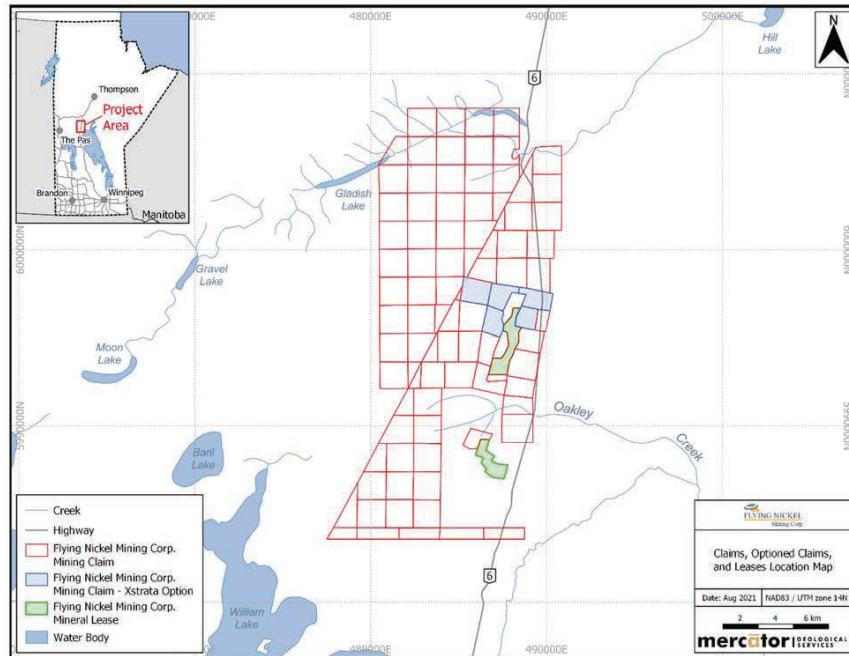 480000E
490000E
500000E
Hill
Lake
N
6
Thompson
Project
Area
The Pas
Brandon
Winnipeg
Manitoba
Gladish
Lake
6000000N
6000000N
Gravel
Lake
Moon
Lake
Oakley
Creek
5990000N
5990000N
Baril
Lake
Creek
Highway
Flying Nickel Mining Corp.
Mining Claim
Flying Nickel Mining Corp.
Mining Claim - Xstrata Option
Flying Nickel Mining Corp.
Mineral Lease
Water Body
6
William
Lake
480000E
490000E
FLYING NICKEL
Mining Corp
Claims, Optioned Claims,
and Leases Location Map
Date: Aug 2021
NAD83 / UTM zone 14N
2 4 6 km
mercător GEOLOGICAL
SERVICES